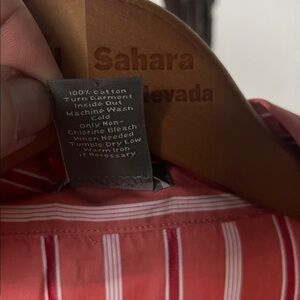 Sahara
Nevada
100% Cotton
Turn Garment
Inside Out
Machine Wash
Cold
Only Non-
Chlorine Bleach
When Needed
Tumble Dry Low
Warm Iron
If Necessary